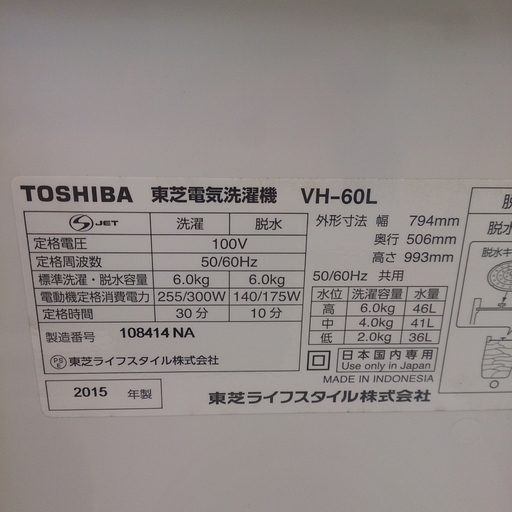 TOSHIBA 東芝電気洗濯機 VH-60L
S JET 洗濯 脱水
定格電圧 100V
定格周波数 50/60Hz
標準洗濯・脱水容量 6.0kg 6.0kg
電動機定格消費電力 255/300W 140/175W
定格時間 30分 10分
製造番号 108414 NA
PS E 東芝ライフスタイル株式会社
2015 年製
外形寸法 幅 794mm
奥行 506mm
高さ 993mm
50/60Hz 共用
水位 洗濯容量 水量
高 6.0kg 46L
中 4.0kg 41L
低 2.0kg 36L
日本国内専用
Use only in Japan
MADE IN INDONESIA
東芝ライフスタイル株式会社
脱水
脱水キ